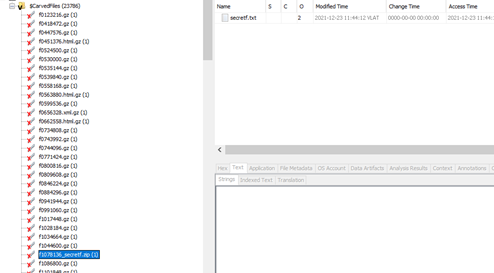 $CarvedFiles (23786)
f0123216.gz (1)
f0418472.gz (1)
f0447576.gz (1)
f0451376.html.gz (1)
f0524500.gz (1)
f0530000.gz (1)
f0535144.gz (1)
f0539840.gz (1)
f0558168.gz (1)
f0563880.html.gz (1)
f0599536.gz (1)
f0656328.xml.gz (1)
f0662558.html.gz (1)
f0734808.gz (1)
f0743992.gz (1)
f0744096.gz (1)
f0771424.gz (1)
f0800816.gz (1)
f0809608.gz (1)
f0846224.gz (1)
f0884296.gz (1)
f0941944.gz (1)
f0991060.gz (1)
f1017448.gz (1)
f1028184.gz (1)
f1034664.gz (1)
f1044600.gz (1)
f1078136_secretf.zip (1)
f1086800.gz (1)
f1101848.gz (1)
Name S C O Modified Time Change Time Access Time
secretf.txt 2 2021-12-23 11:44:12 VLAT 0000-00-00 00:00:00 2021-12-23 11:44
Hex Text Application File Metadata OS Account Data Artifacts Analysis Results Context Annotations
Strings Indexed Text Translation